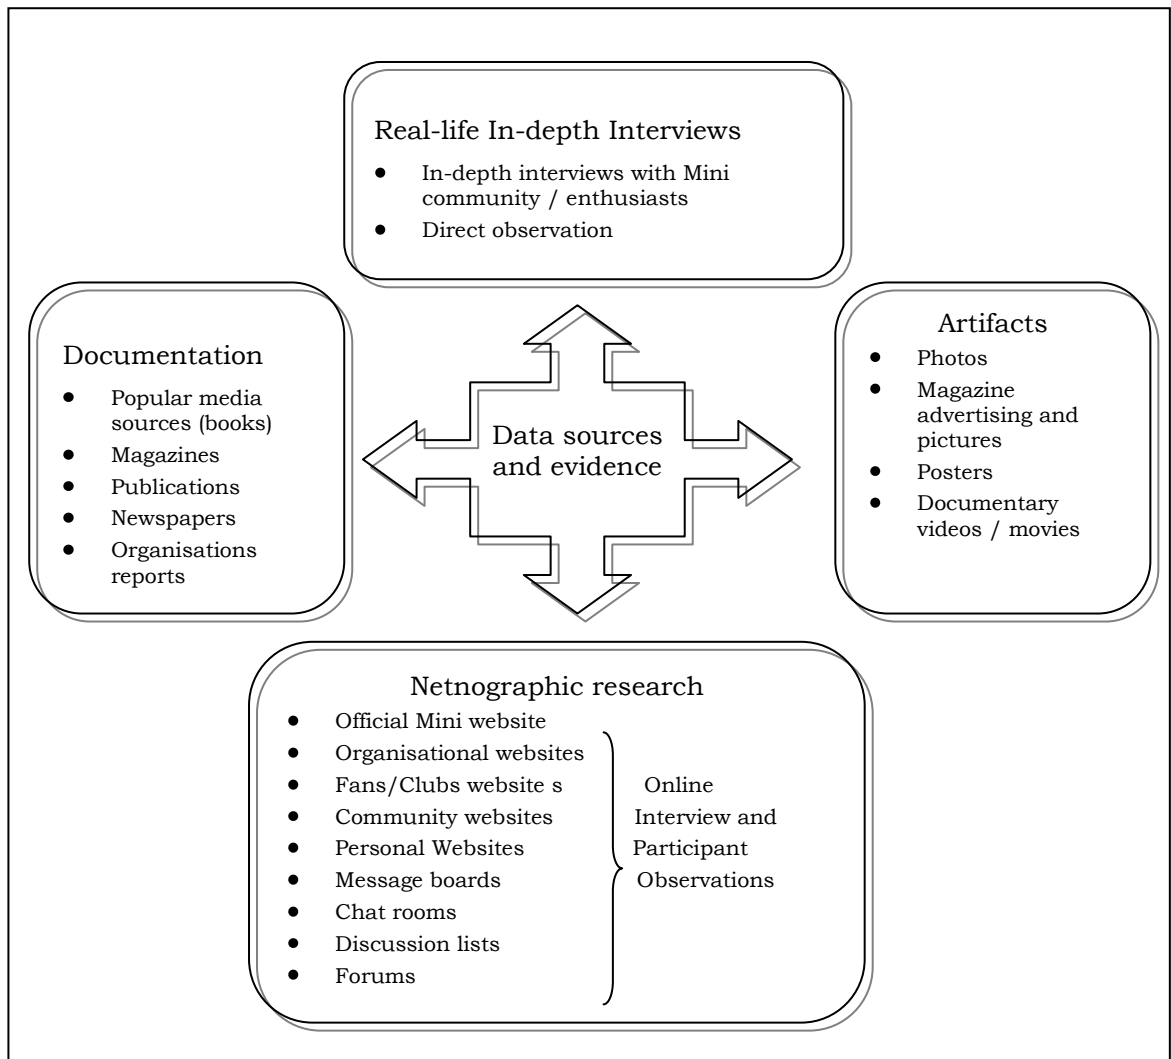 Real-life In-depth Interviews
● In-depth interviews with Mini
community / enthusiasts
● Direct observation
Documentation
● Popular media
sources (books)
● Magazines
● Publications
● Newspapers
● Organisations
reports
Data sources
and evidence
Artifacts
● Photos
● Magazine
advertising and
pictures
● Posters
● Documentary
videos / movies
Netnographic research
● Official Mini website
● Organisational websites
● Fans/Clubs website s
● Community websites
● Personal Websites
● Message boards
● Chat rooms
● Discussion lists
● Forums
Online
Interview and
Participant
Observations